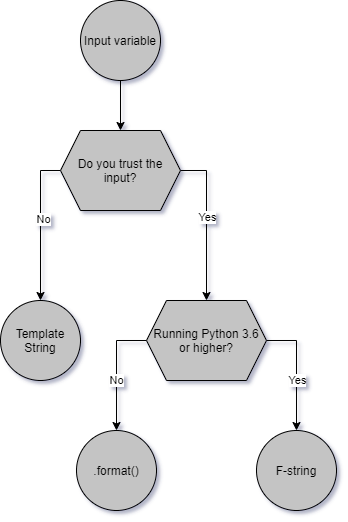 Input variable
Do you trust the
input?
No
Yes
Template
String
Running Python 3.6
or higher?
No
Yes
.format()
F-string